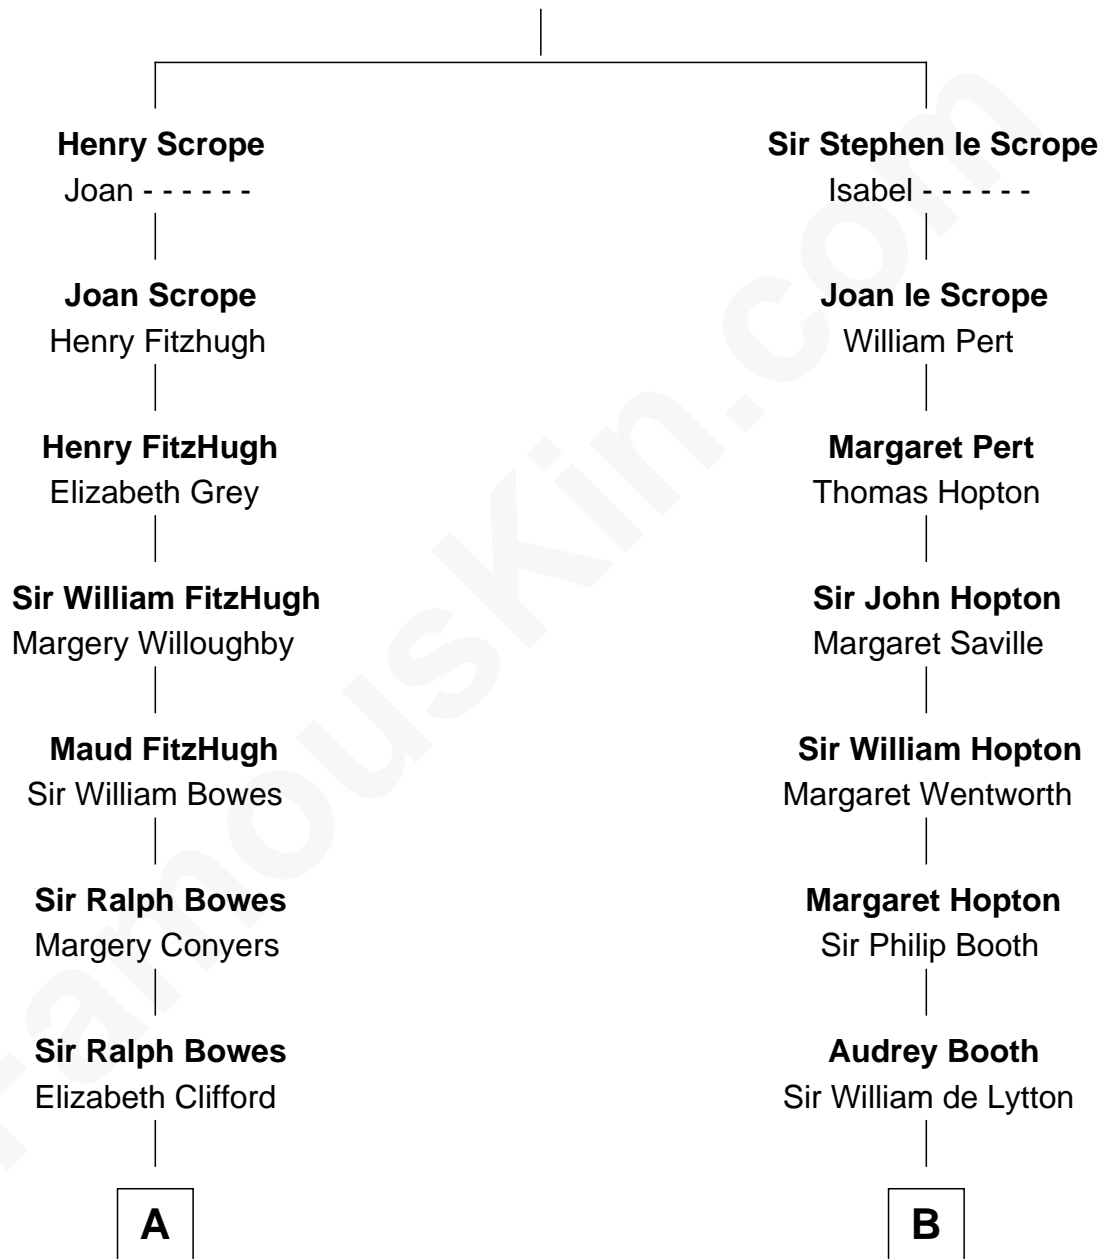 Henry Scrope
Joan - - - - - -
Joan Scrope
Henry Fitzhugh
Henry FitzHugh
Elizabeth Grey
Sir William FitzHugh
Margery Willoughby
Maud FitzHugh
Sir William Bowes
Sir Ralph Bowes
Margery Conyers
Sir Ralph Bowes
Elizabeth Clifford
A
Sir Stephen le Scrope
Isabel - - - - - -
Joan le Scrope
William Pert
Margaret Pert
Thomas Hopton
Sir John Hopton
Margaret Saville
Sir William Hopton
Margaret Wentworth
Margaret Hopton
Sir Philip Booth
Audrey Booth
Sir William de Lytton
B
FamousKin.com